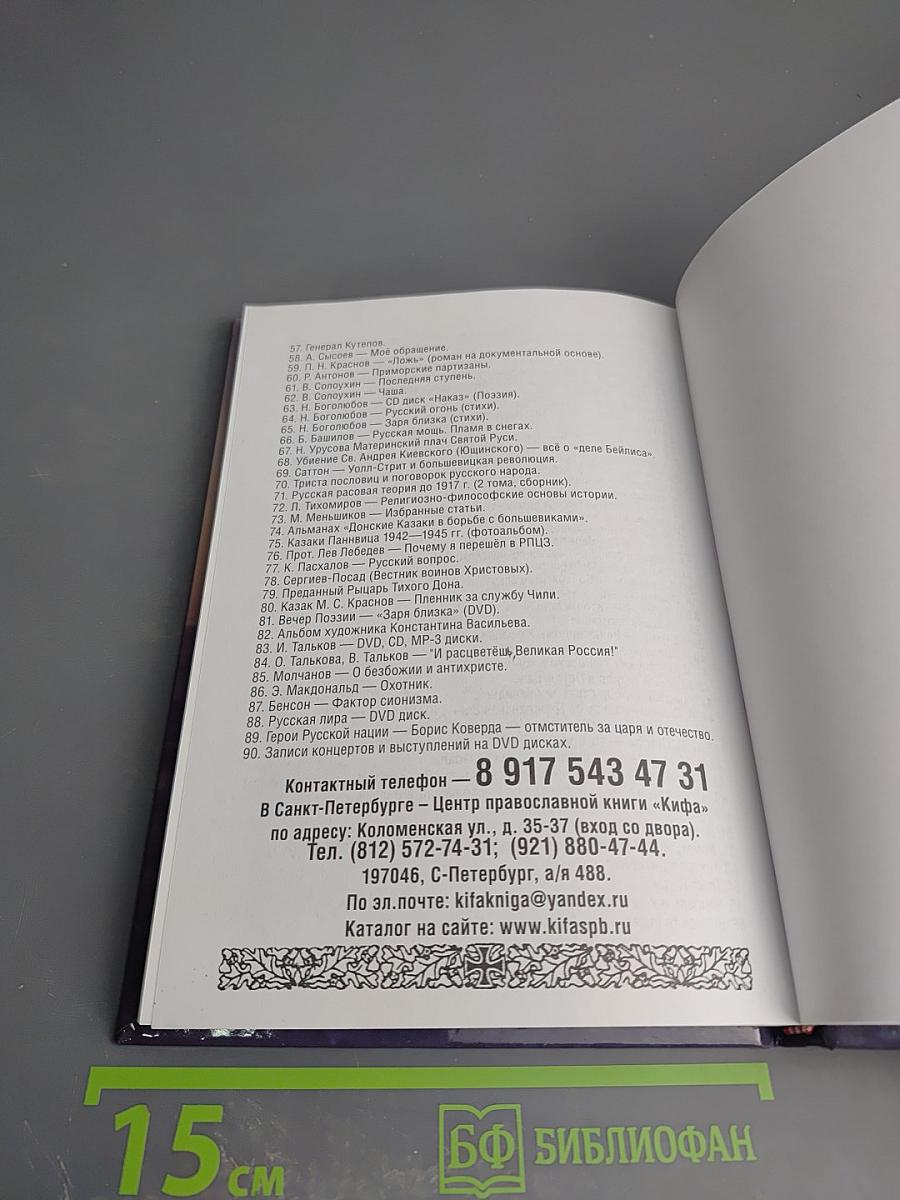 57. Генерал Кутепов.
58. А. Сысоев — Моё обращение.
59. П. Н. Краснов — «Ложь» (роман на документальной основе).
60. Р. Антонов — Приморские партизаны.
61. В. Солоухин — Последняя ступень.
62. В. Солоухин — Чаша.
63. Н. Боголюбов — CD диск «Наказ» (Поэзия).
64. Н. Боголюбов — Русский огонь (стихи).
65. Н. Боголюбов — Заря близка (стихи).
66. Б. Башилов — Русская мощь. Пламя в снегах.
67. Н. Урусова Материнский плач Святой Руси.
68. Убиение Св. Андрея Киевского (Ющинского) — всё о «деле Бейлиса».
69. Саттон — Уолл-Стрит и большевицкая революция.
70. Триста пословиц и поговорок русского народа.
71. Русская расовая теория до 1917 г. (2 тома, сборник).
72. Л. Тихомиров — Религиозно-философские основы истории.
73. М. Меньшиков — Избранные статьи.
74. Альманах «Донские Казаки в борьбе с большевиками».
75. Казаки Паннвица 1942—1945 гг. (фотоальбом).
76. Прот. Лев Лебедев — Почему я перешёл в РПЦЗ.
77. К. Пасхалов — Русский вопрос.
78. Сергиев-Посад (Вестник воинов Христовых).
79. Преданный Рыцарь Тихого Дона.
80. Казак М. С. Краснов — Пленник за службу Чили.
81. Вечер Поэзии — «Заря близка» (DVD).
82. Альбом художника Константина Васильева.
83. И. Тальков — DVD, CD, MP-3 диски.
84. О. Талькова, В. Тальков — "И расцветёшь, Великая Россия!"
85. Молчанов — О безбожии и антихристе.
86. Э. Макдональд — Охотник.
87. Бенсон — Фактор сионизма.
88. Русская лира — DVD диск.
89. Герои Русской нации — Борис Коверда — отмститель за царя и отечество.
90. Записи концертов и выступлений на DVD дисках.
Контактный телефон — 8 917 543 47 31
В Санкт-Петербурге – Центр православной книги «Кифа»
по адресу: Коломенская ул., д. 35-37 (вход со двора).
Тел. (812) 572-74-31; (921) 880-47-44.
197046, С-Петербург, а/я 488.
По эл.почте: kifakniga@yandex.ru
Каталог на сайте: www.kifaspb.ru
15 см
БФ БИБЛИОФАН